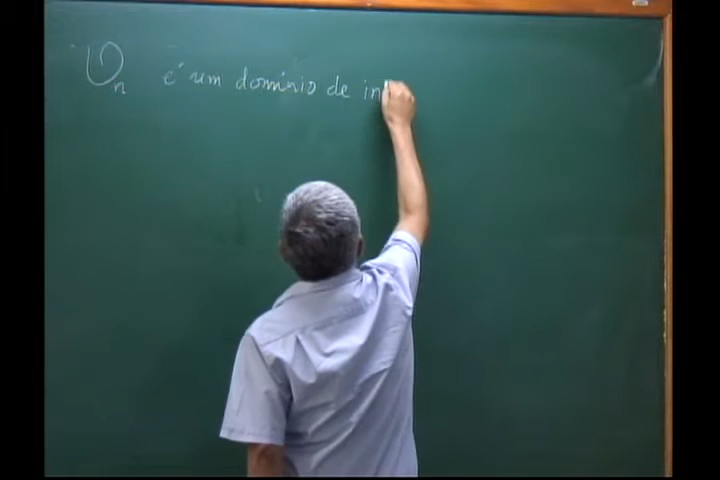 𝒪n é um domínio de in